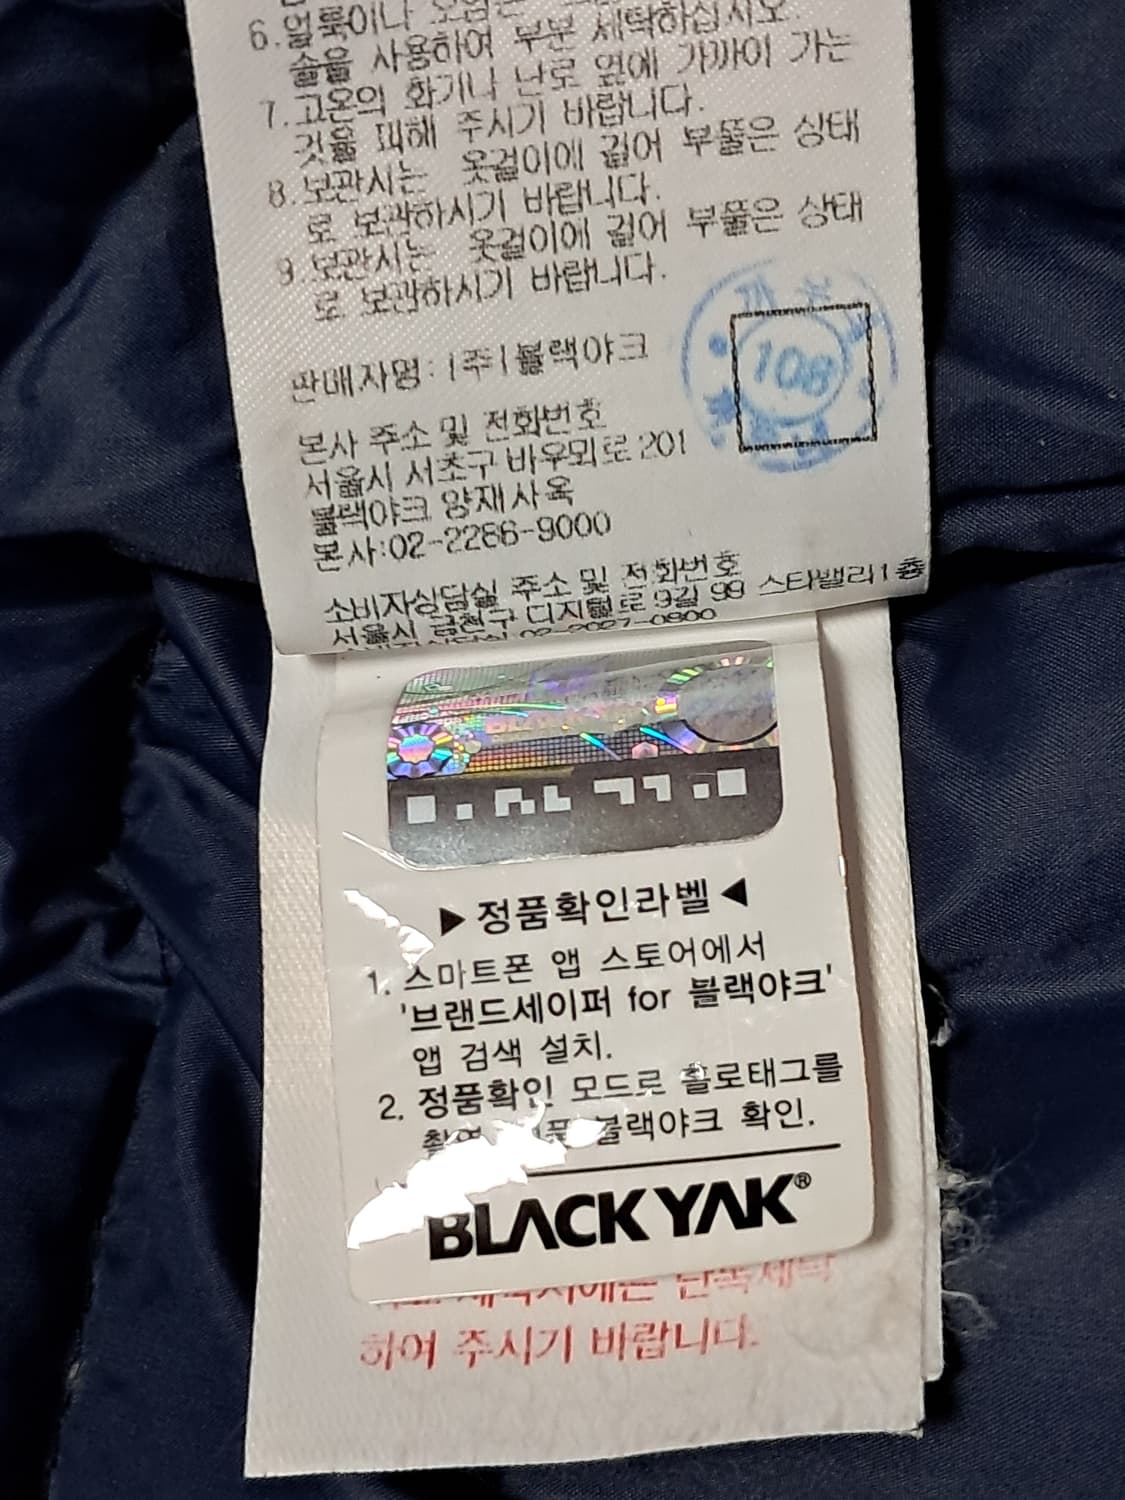 6.얼룩이나
술을 사용하여 부분 세탁하십시오.
7.고온의 화기나 난로 옆에 가까이 가는
것을 피해 주시기 바랍니다.
8.보관시는 옷걸이에 걸어 부풀은 상태
로 보관하시기 바랍니다.
9.보관시는 옷걸이에 걸어 부풀은 상태
로 보관하시기 바랍니다.
판매자명:(주)블랙야크
108
본사 주소 및 전화번호
서울시 서초구 바우뫼로 201
블랙야크 양재사옥
본사:02-2286-9000
소비자상담실 주소 및 전화번호
서울시 금천구 디지털로 9길 99 스타밸리1층
02-2027-0800
▶정품확인라벨◀
1. 스마트폰 앱 스토어에서
'브랜드세이퍼 for 블랙야크'
앱 검색 설치.
2. 정품확인 모드로 홀로태그를
블랙야크 확인.
BLACKYAK®
단독세탁
하여 주시기 바랍니다.